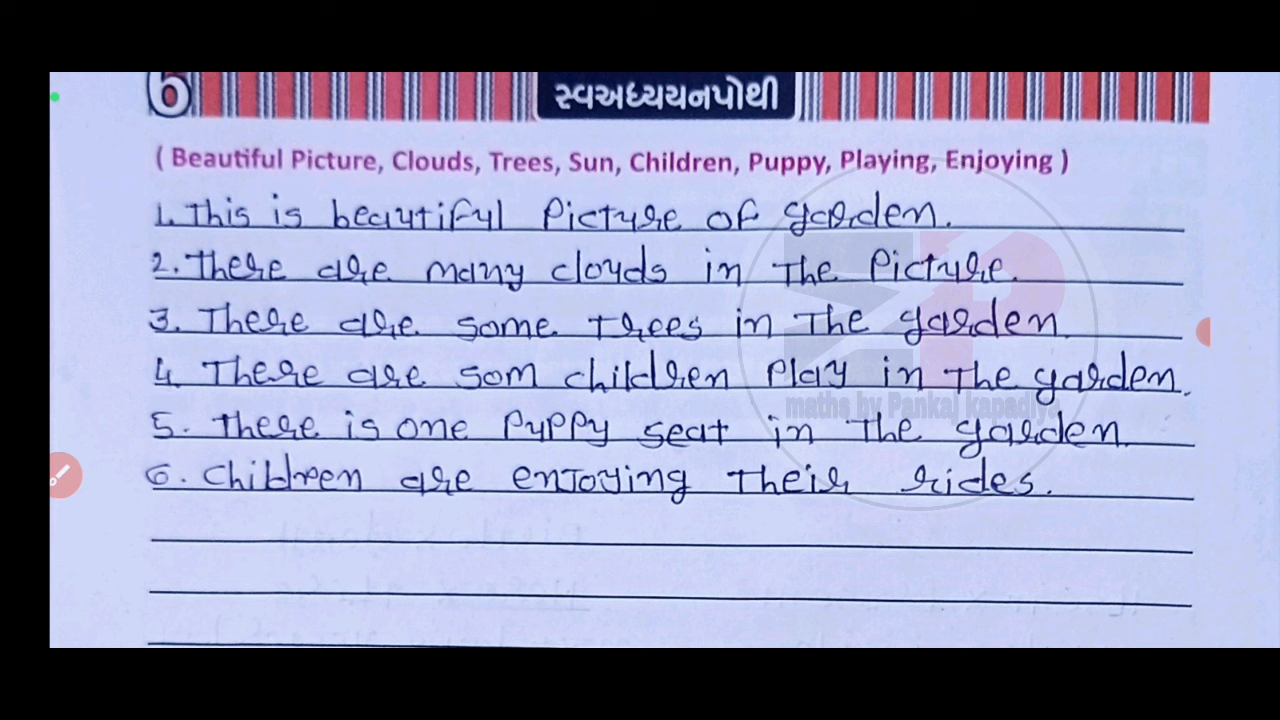 6
સ્વઅધ્યયનપોથી
( Beautiful Picture, Clouds, Trees, Sun, Children, Puppy, Playing, Enjoying )
1. This is beautiful Picture of garden.
2. There are many clouds in the Picture.
3. There are some trees in the garden
4. There are som children Play in the garden.
5. There is one Puppy seat in the garden.
6. Children are enjoying their rides.
maths by Pankaj kapadiya